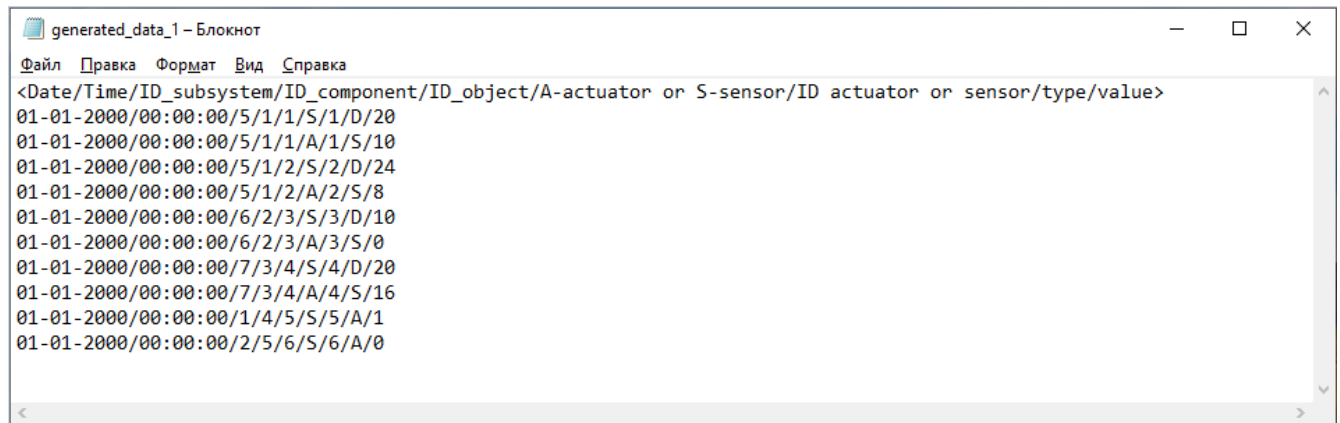 generated_data_1 – Блокнот
Файл Правка Формат Вид Справка
<Date/Time/ID_subsystem/ID_component/ID_object/A-actuator or S-sensor/ID actuator or sensor/type/value>
01-01-2000/00:00:00/5/1/1/S/1/D/20
01-01-2000/00:00:00/5/1/1/A/1/S/10
01-01-2000/00:00:00/5/1/2/S/2/D/24
01-01-2000/00:00:00/5/1/2/A/2/S/8
01-01-2000/00:00:00/6/2/3/S/3/D/10
01-01-2000/00:00:00/6/2/3/A/3/S/0
01-01-2000/00:00:00/7/3/4/S/4/D/20
01-01-2000/00:00:00/7/3/4/A/4/S/16
01-01-2000/00:00:00/1/4/5/S/5/A/1
01-01-2000/00:00:00/2/5/6/S/6/A/0